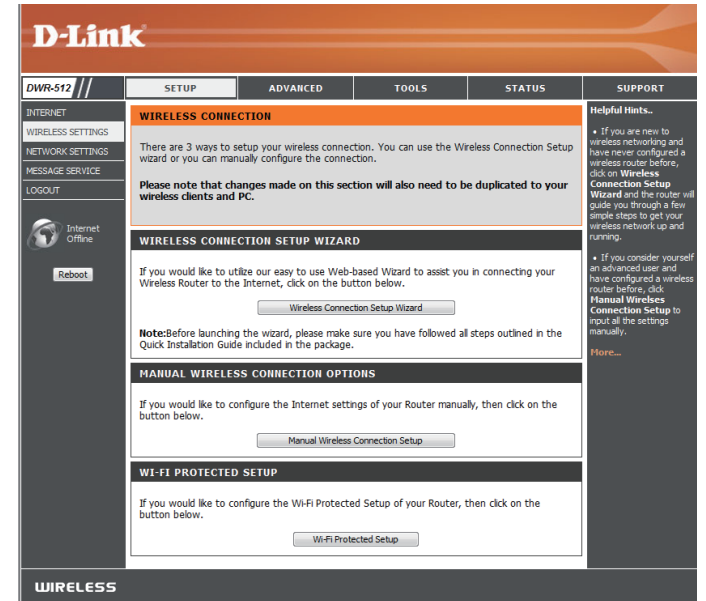 D-Link
DWR-512
SETUP
ADVANCED
TOOLS
STATUS
SUPPORT
INTERNET
WIRELESS SETTINGS
NETWORK SETTINGS
MESSAGE SERVICE
LOGOUT
Internet
Offline
Reboot
WIRELESS CONNECTION
There are 3 ways to setup your wireless connection. You can use the Wireless Connection Setup
wizard or you can manually configure the connection.
Please note that changes made on this section will also need to be duplicated to your
wireless clients and PC.
WIRELESS CONNECTION SETUP WIZARD
If you would like to utilize our easy to use Web-based Wizard to assist you in connecting your
Wireless Router to the Internet, click on the button below.
Wireless Connection Setup Wizard
Note:Before launching the wizard, please make sure you have followed all steps outlined in the
Quick Installation Guide included in the package.
MANUAL WIRELESS CONNECTION OPTIONS
If you would like to configure the Internet settings of your Router manually, then click on the
button below.
Manual Wireless Connection Setup
WI-FI PROTECTED SETUP
If you would like to configure the Wi-Fi Protected Setup of your Router, then click on the
button below.
Wi-Fi Protected Setup
Helpful Hints..
• If you are new to
wireless networking and
have never configured a
wireless router before,
click on Wireless
Connection Setup
Wizard and the router will
guide you through a few
simple steps to get your
wireless network up and
running.
• If you consider yourself
an advanced user and
have configured a wireless
router before, click
Manual Wirelses
Connection Setup to
input all the settings
manually.
More...
WIRELESS